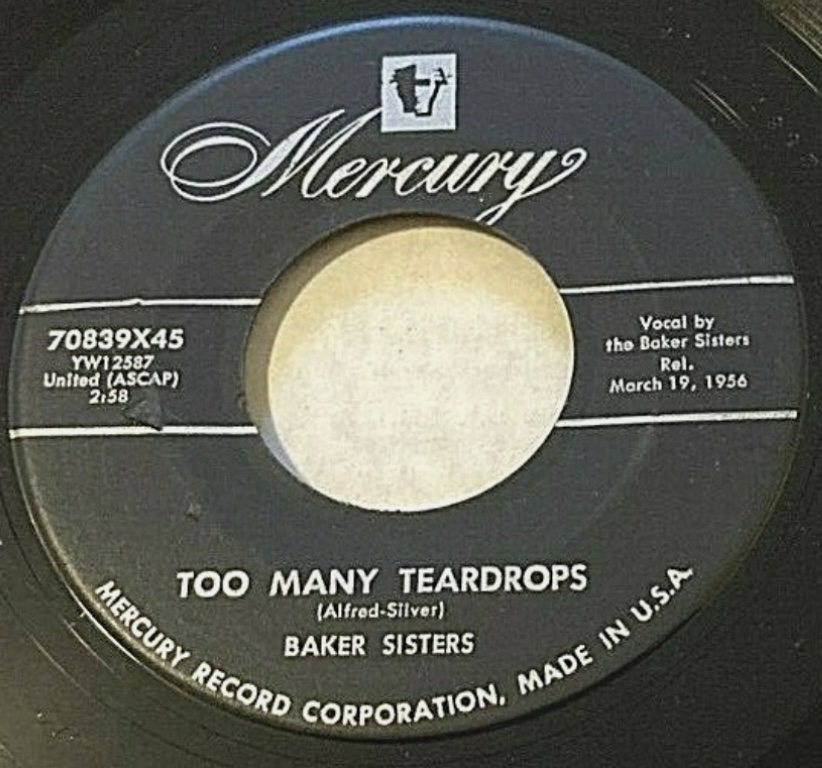 Mercury
70839X45
YW12587
United (ASCAP)
2:58
Vocal by
the Baker Sisters
Rel.
March 19, 1956
TOO MANY TEARDROPS
(Alfred-Silver)
BAKER SISTERS
MERCURY RECORD CORPORATION, MADE IN U.S.A.